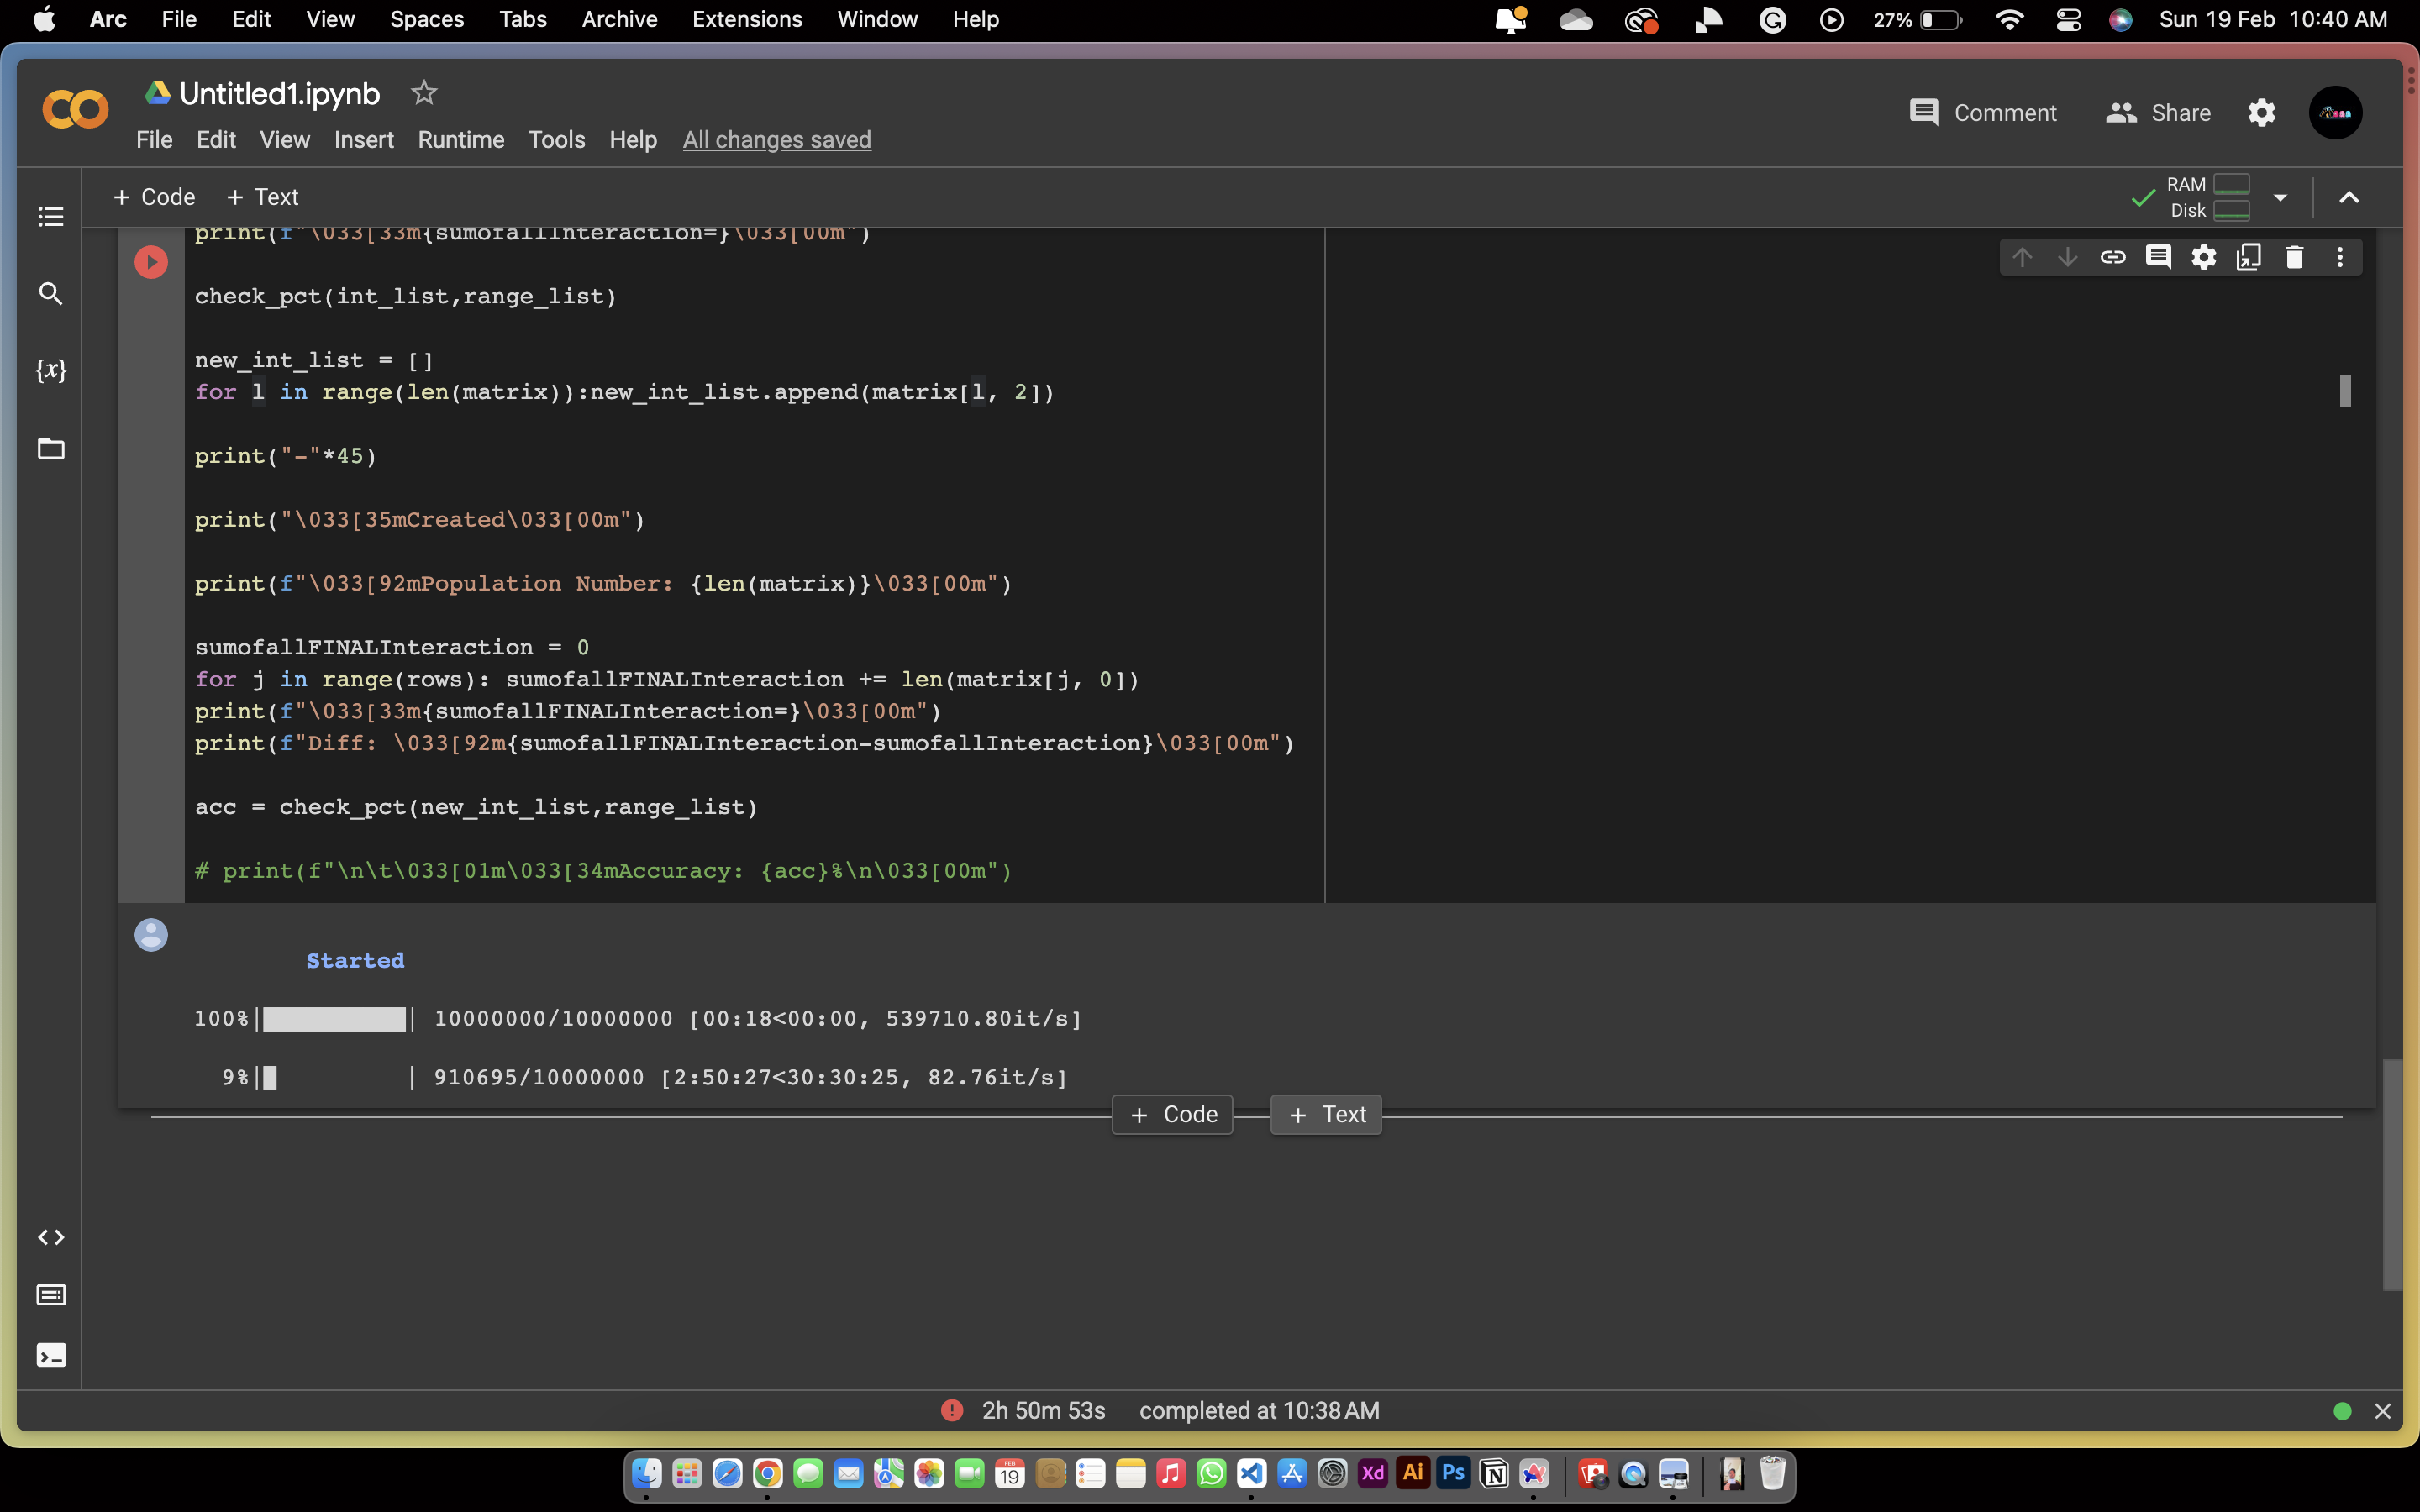 Arc File Edit View Spaces Tabs Archive Extensions Window Help 27% Sun 19 Feb 10:40 AM
Untitled1.ipynb
Comment Share
File Edit View Insert Runtime Tools Help All changes saved
+ Code + Text
RAM
Disk
print(f"\033[33m{sumofallInteraction=}\033[00m")
{x}
check_pct(int_list,range_list)
new_int_list = []
for l in range(len(matrix)):new_int_list.append(matrix[l, 2])
print("-"*45)
print("\033[35mCreated\033[00m")
print(f"\033[92mPopulation Number: {len(matrix)}\033[00m")
sumofallFINALInteraction = 0
for j in range(rows): sumofallFINALInteraction += len(matrix[j, 0])
print(f"\033[33m{sumofallFINALInteraction=}\033[00m")
print(f"Diff: \033[92m{sumofallFINALInteraction-sumofallInteraction}\033[00m")
acc = check_pct(new_int_list,range_list)
# print(f"\n\t\033[01m\033[34mAccuracy: {acc}%\n\033[00m")
Started
100%| | 10000000/10000000 [00:18<00:00, 539710.80it/s]
9%| | 910695/10000000 [2:50:27<30:30:25, 82.76it/s]
+ Code + Text
2h 50m 53s completed at 10:38 AM
FEB
19
Xd Ai Ps